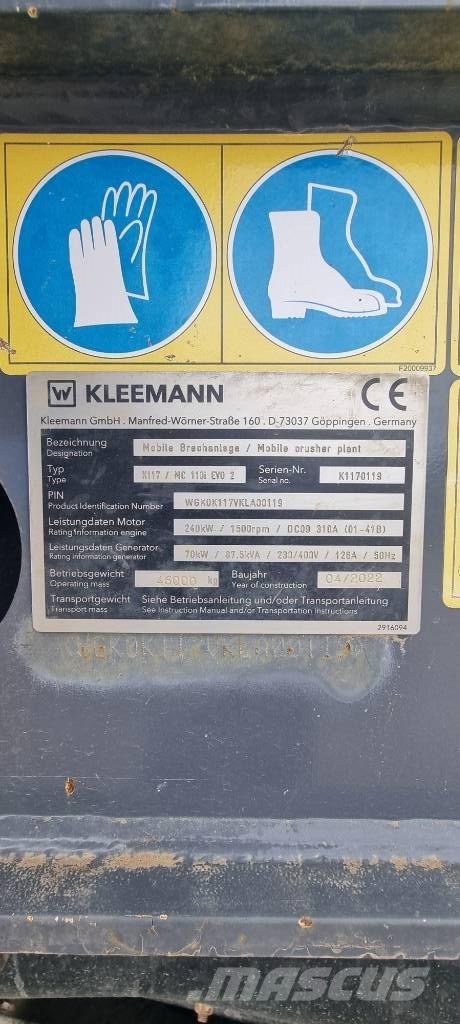 F20009937
W KLEEMANN CE
Kleemann GmbH . Manfred-Wörner-Straße 160 . D-73037 Göppingen . Germany
Bezeichnung Mobile Brechanlage / Mobile crusher plant
Designation
Typ K117 / MC 110i EVO 2 Serien-Nr. K1170119
Type Serial no.
PIN WGK0K117VKLA00119
Product Identification Number
Leistungsdaten Motor 240kW / 1500rpm / DC09 310A (01-47B)
Rating information engine
Leistungsdaten Generator 70kW / 87.5kVA / 230/400V / 126A / 50Hz
Rating information generator
Betriebsgewicht 46000 kg Baujahr 04/2022
Operating mass Year of construction
Transportgewicht Siehe Betriebsanleitung und/oder Transportanleitung
Transport mass See Instruction Manual and/or Transportation Instructions
2916094
MASCUS